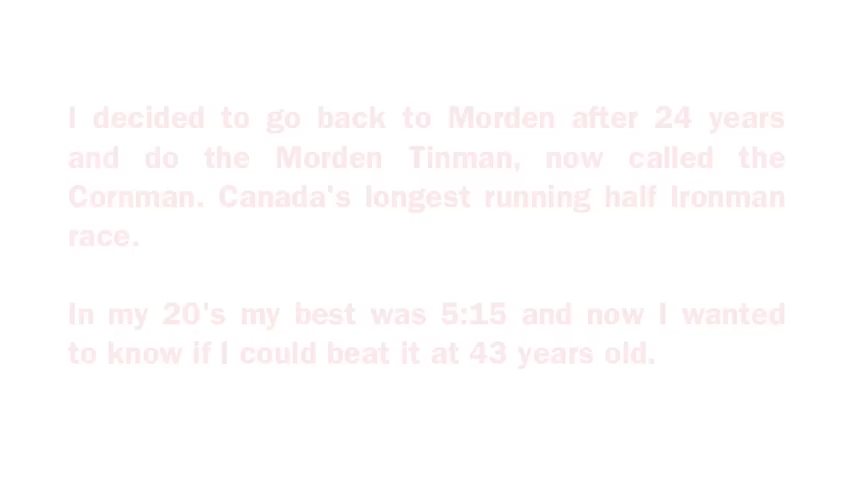 I decided to go back to Morden after 24 years
and do the Morden Tinman, now called the
Cornman. Canada's longest running half Ironman
race.
In my 20's my best was 5:15 and now I wanted
to know if I could beat it at 43 years old.